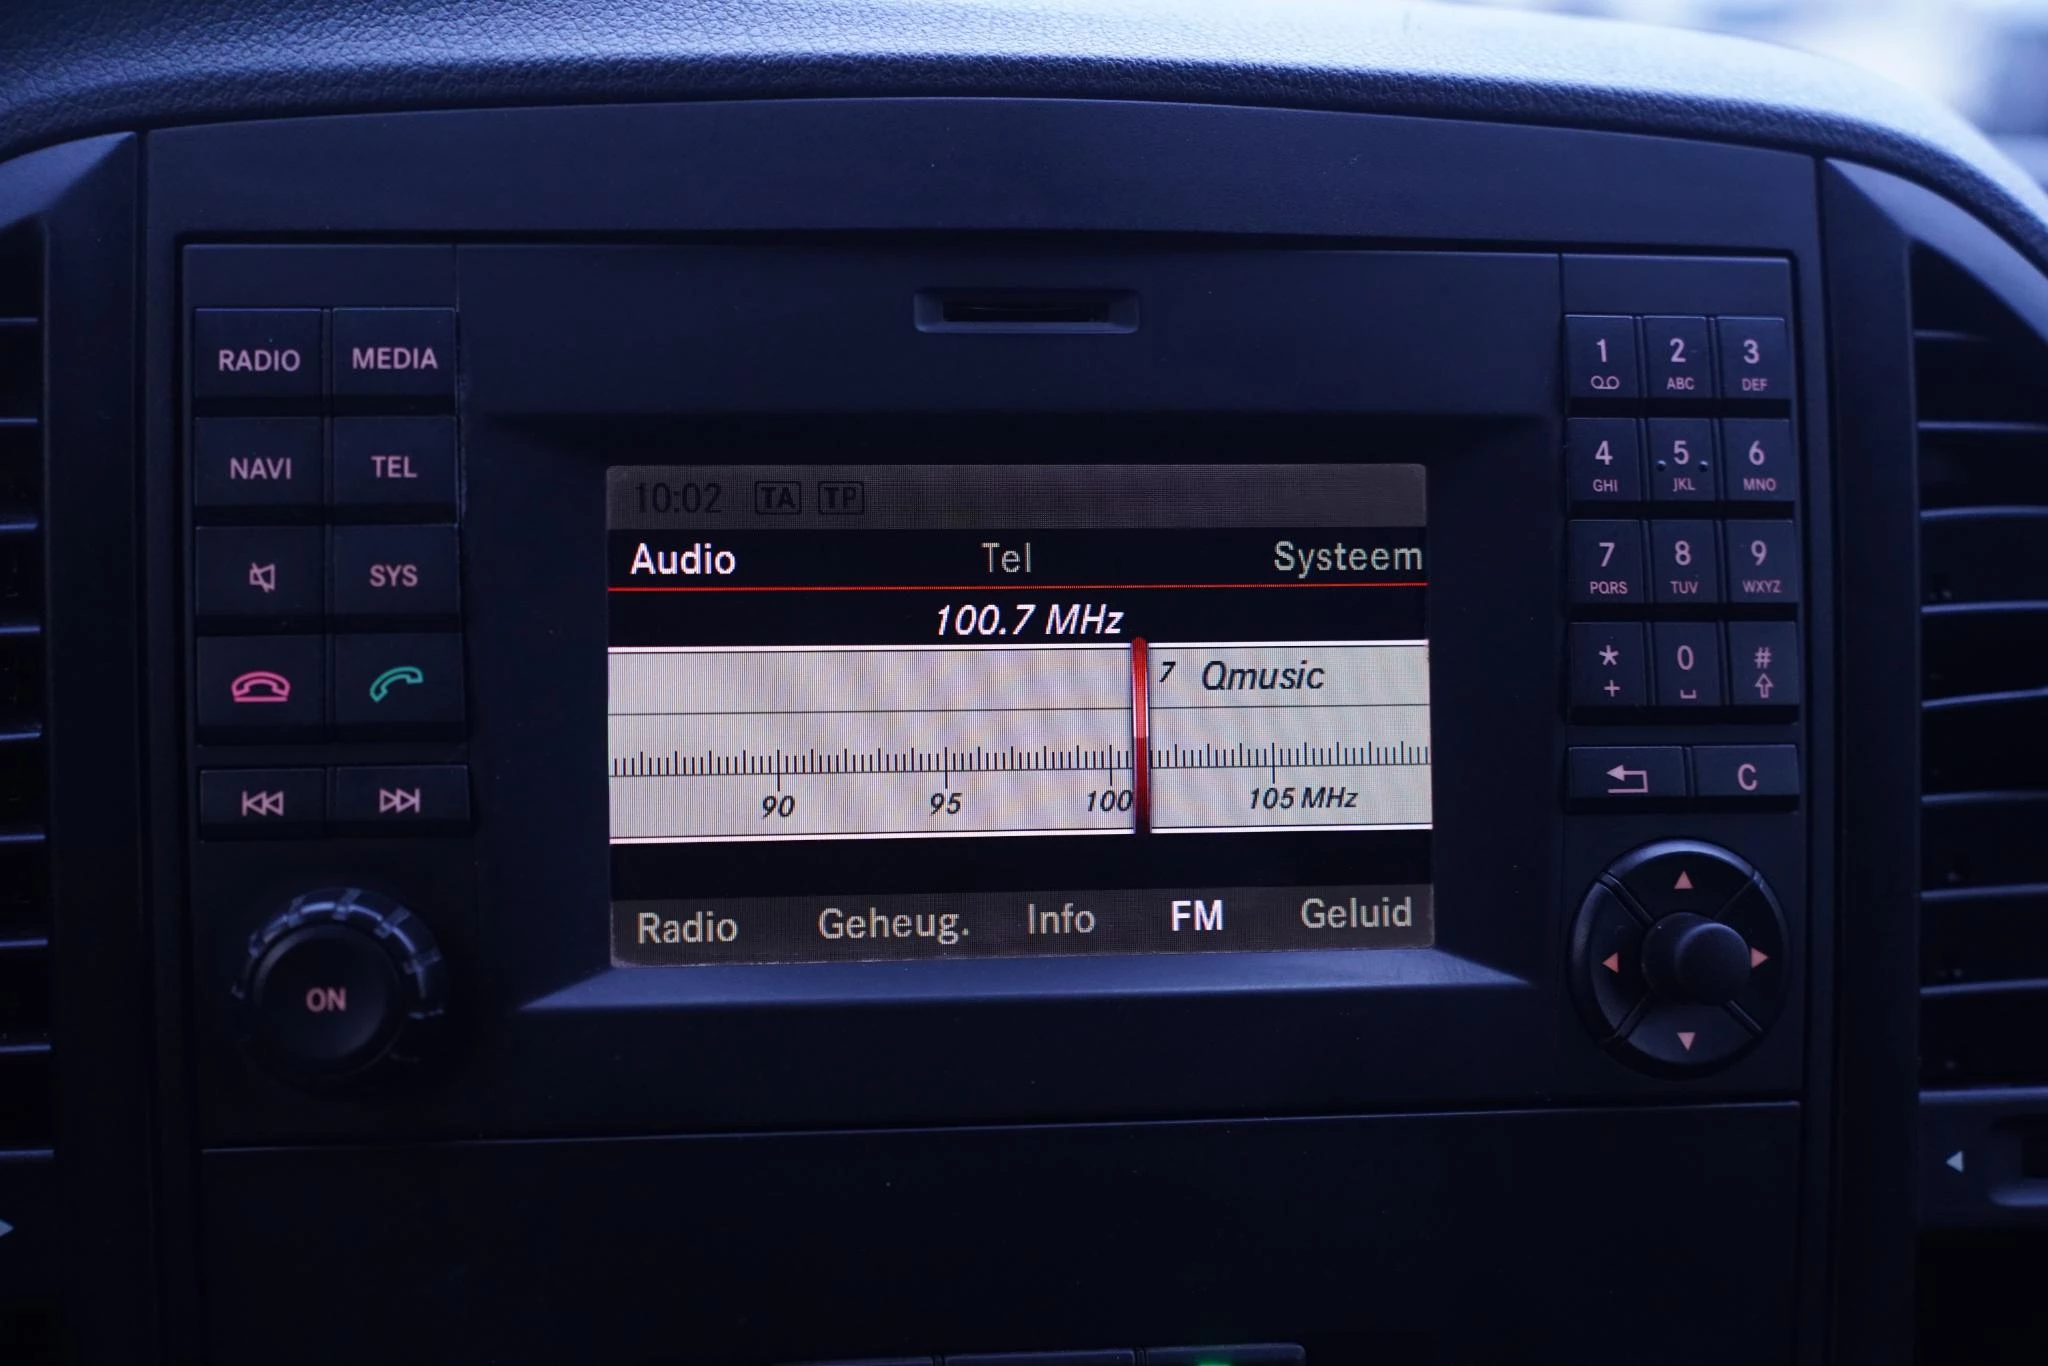 RADIO MEDIA
NAVI TEL
SYS
ON
10:02 TA TP
Audio Tel Systeem
100.7 MHz
7 Qmusic
90 95 100 105 MHz
Radio Geheug. Info FM Geluid
1 2 3
ABC DEF
4 5 6
GHI JKL MNO
7 8 9
PQRS TUV WXYZ
* 0 #
+
C